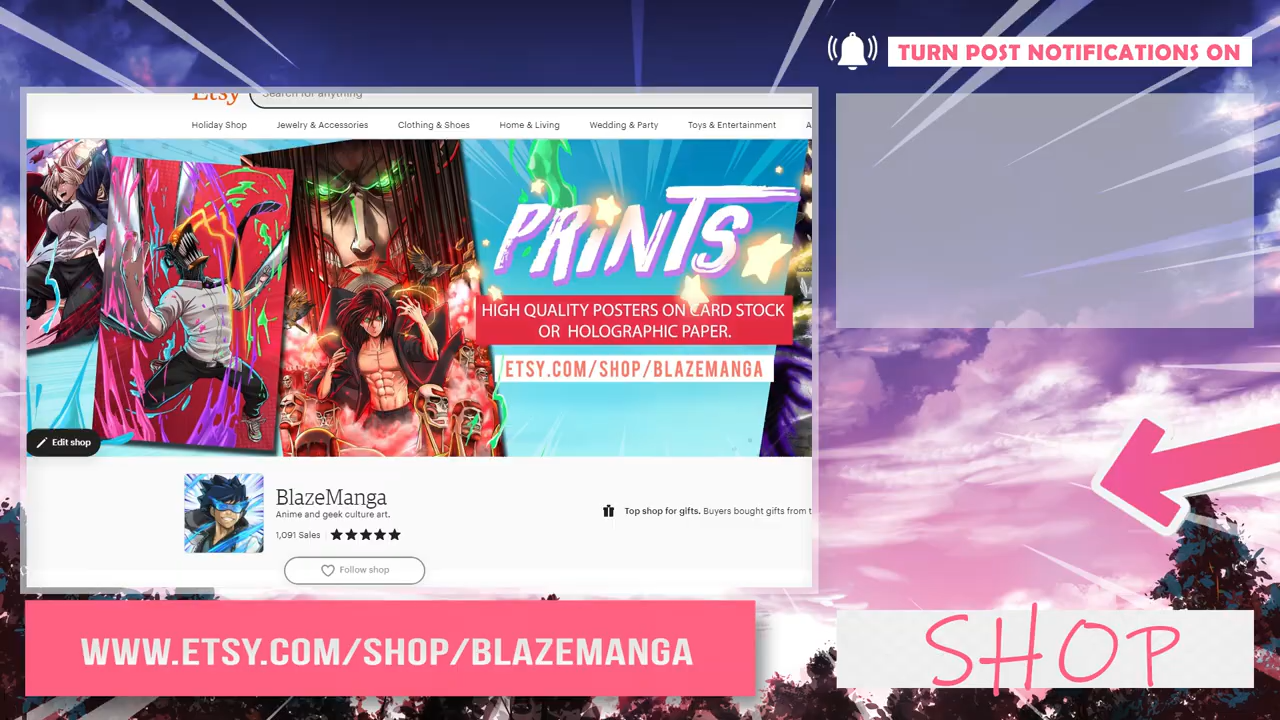 TURN POST NOTIFICATIONS ON
Etsy
Search for anything
Holiday Shop Jewelry & Accessories Clothing & Shoes Home & Living Wedding & Party Toys & Entertainment A
PRiNTS
HIGH QUALITY POSTERS ON CARD STOCK
OR HOLOGRAPHIC PAPER.
ETSY.COM/SHOP/BLAZEMANGA
Edit shop
BlazeManga
Anime and geek culture art.
1,091 Sales
Top shop for gifts. Buyers bought gifts from t
Follow shop
WWW.ETSY.COM/SHOP/BLAZEMANGA
SHOP